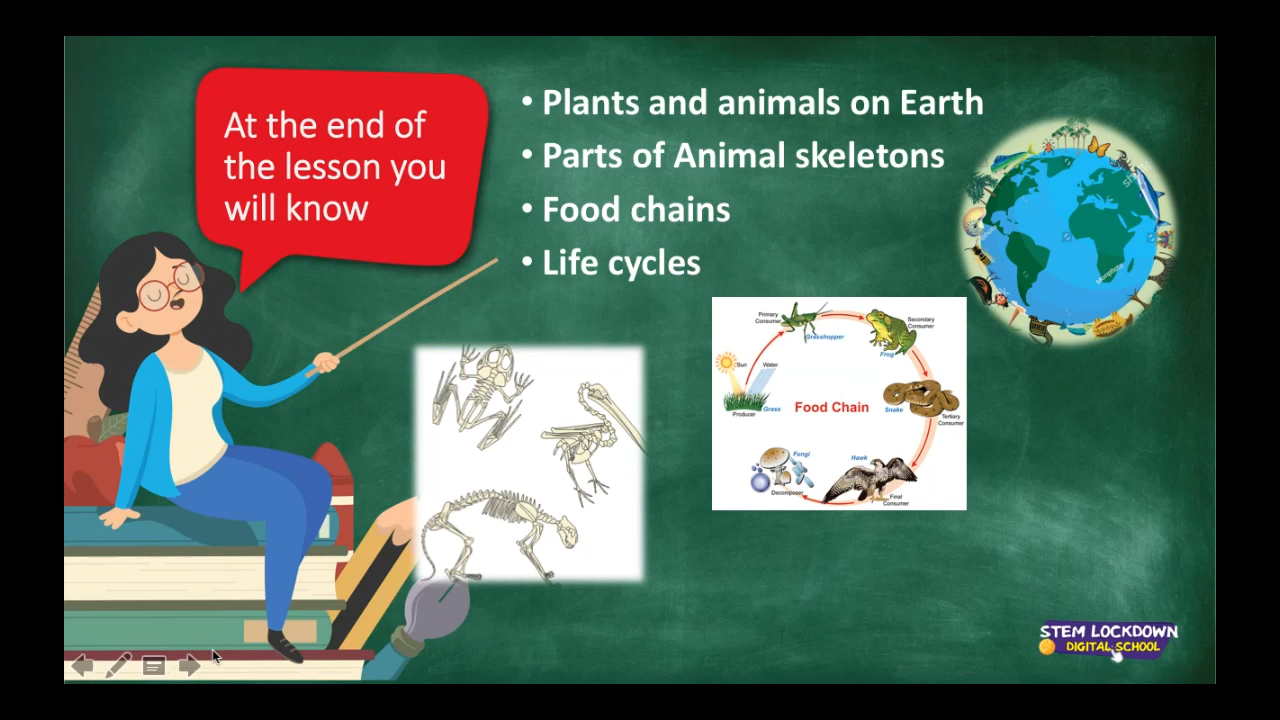 At the end of
the lesson you
will know
• Plants and animals on Earth
• Parts of Animal skeletons
• Food chains
• Life cycles
Primary
Consumer
Grasshopper
Secondary
Consumer
Frog
Sun
Water
Grass
Producer
Food Chain
Snake
Tertiary
Consumer
Fungi
Decomposer
Hawk
Final
Consumer
STEM LOCKDOWN
DIGITAL SCHOOL